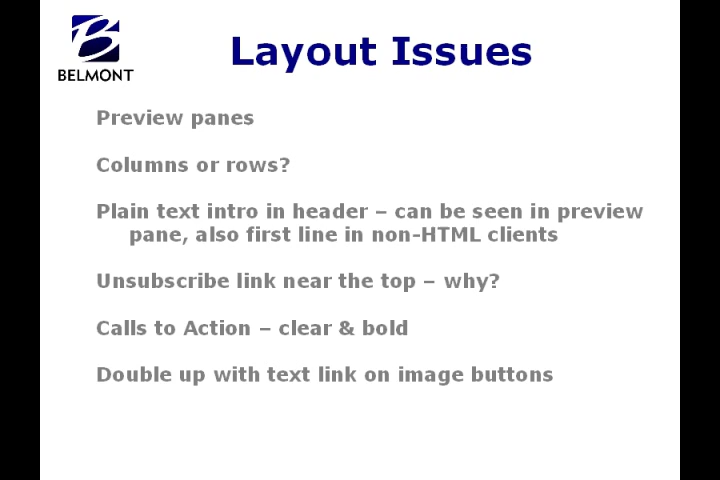 BELMONT
Layout Issues
Preview panes
Columns or rows?
Plain text intro in header – can be seen in preview
pane, also first line in non-HTML clients
Unsubscribe link near the top – why?
Calls to Action – clear & bold
Double up with text link on image buttons